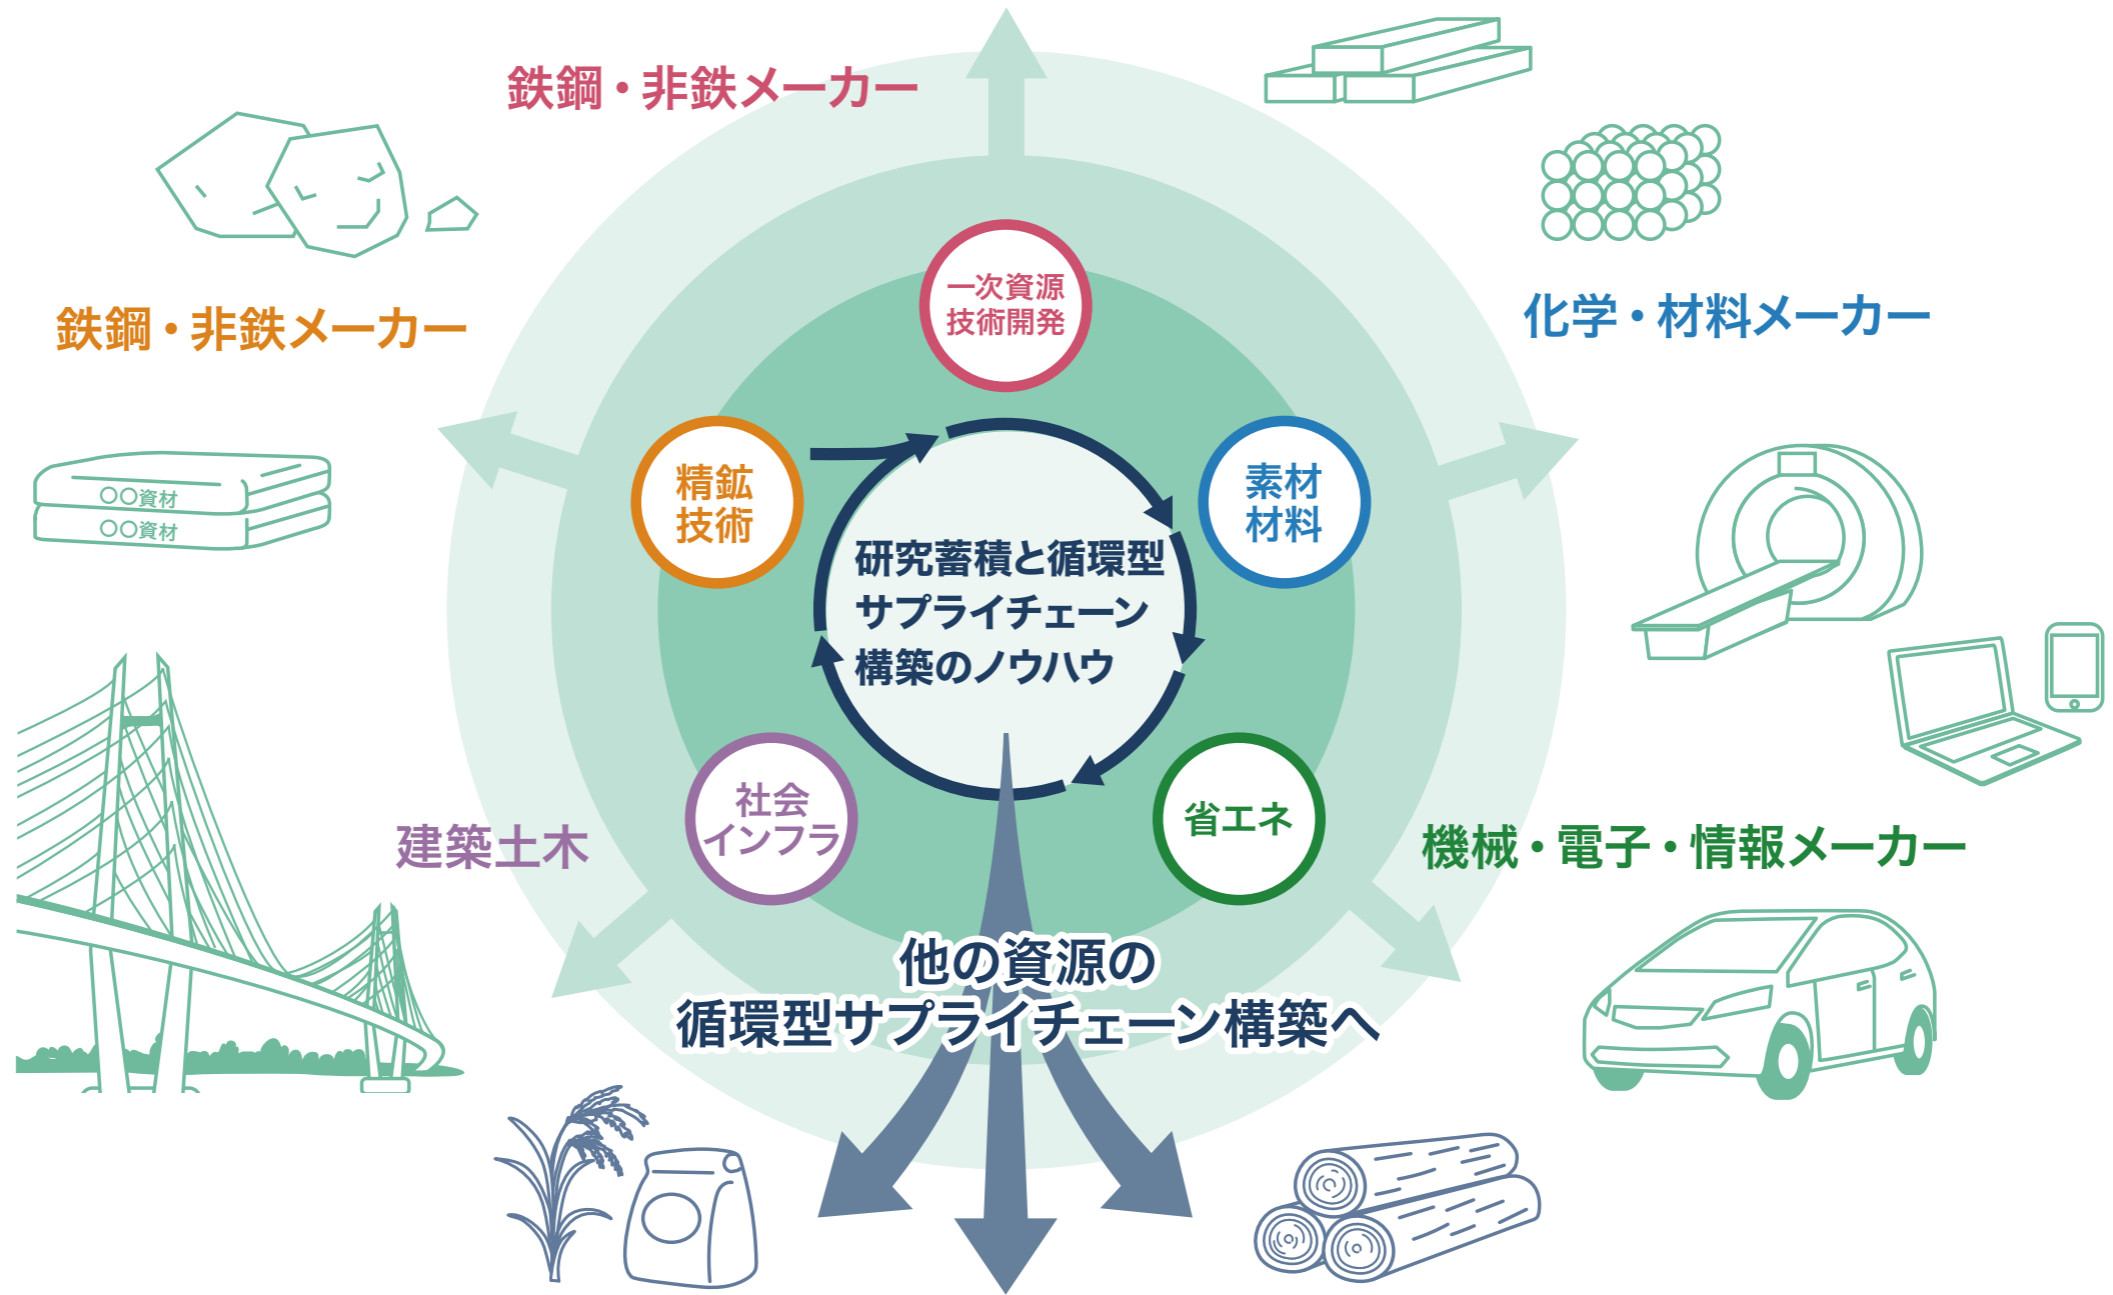 鉄鋼・非鉄メーカー
一次資源
技術開発
鉄鋼・非鉄メーカー
化学・材料メーカー
精鉱
技術
素材
材料
〇〇資材
〇〇資材
研究蓄積と循環型
サプライチェーン
構築のノウハウ
社会
インフラ
省エネ
建築土木
機械・電子・情報メーカー
他の資源の
循環型サプライチェーン構築へ